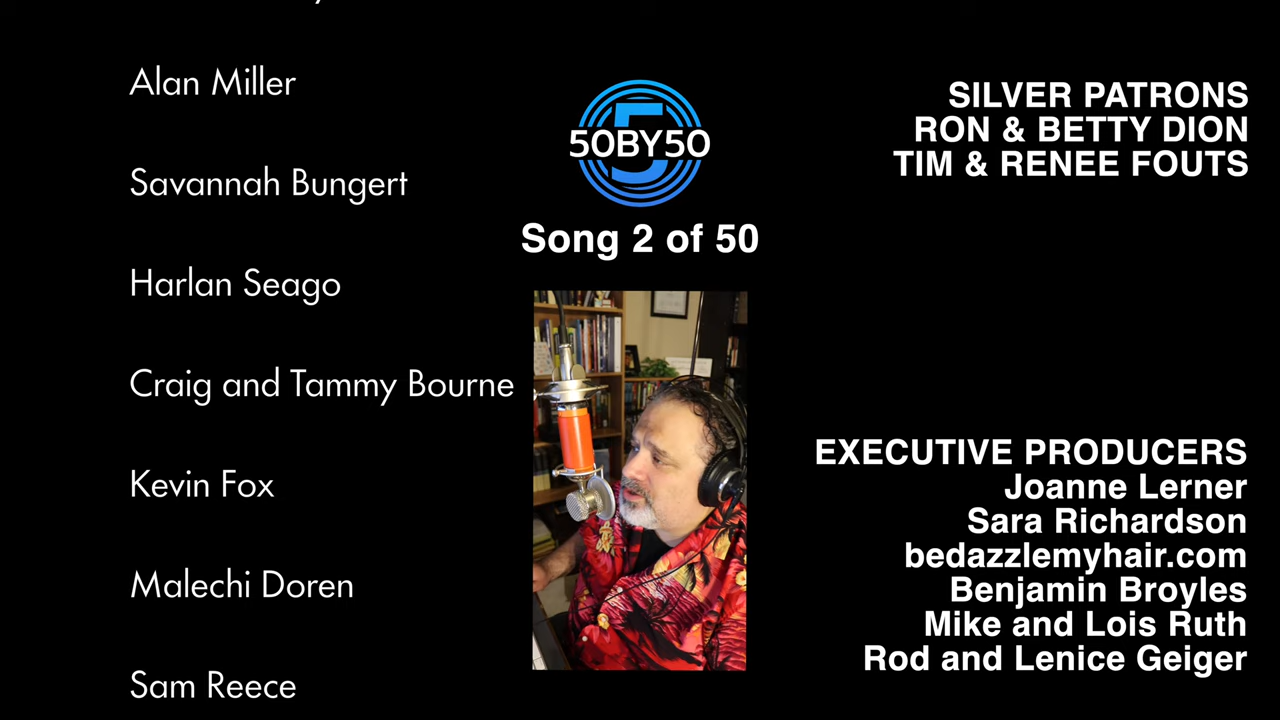 Alan Miller
Savannah Bungert
Harlan Seago
Craig and Tammy Bourne
Kevin Fox
Malechi Doren
Sam Reece
5
50BY50
Song 2 of 50
SILVER PATRONS
RON & BETTY DION
TIM & RENEE FOUTS
EXECUTIVE PRODUCERS
Joanne Lerner
Sara Richardson
bedazzlemyhair.com
Benjamin Broyles
Mike and Lois Ruth
Rod and Lenice Geiger